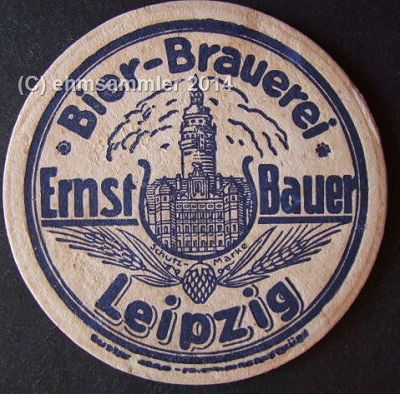 (C) enmsammler 2014
Bier-Brauerei
Ernst Bauer
Schutz Marke
Leipzig